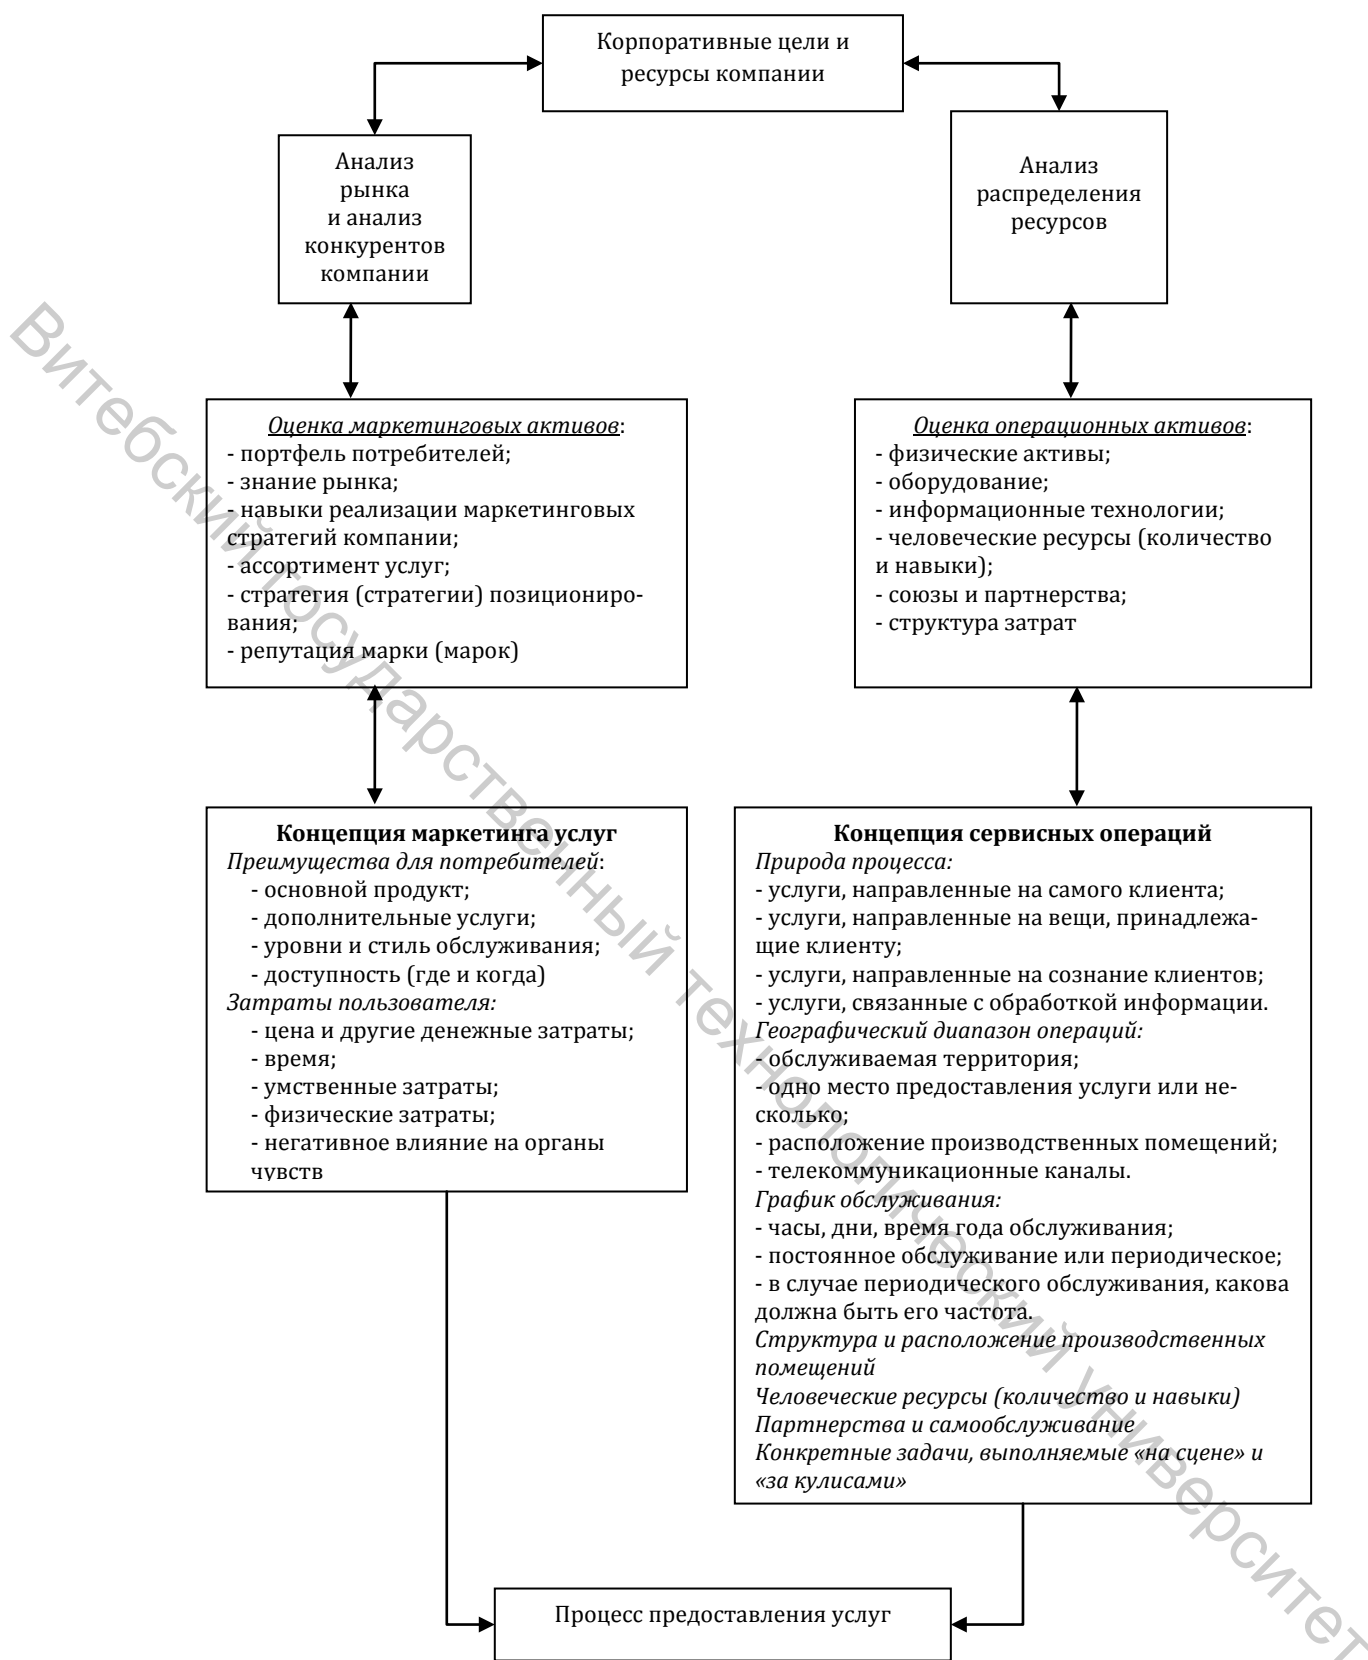 Корпоративные цели и
ресурсы компании
Анализ
рынка
и анализ
конкурентов
компании
Анализ
распределения
ресурсов
Оценка маркетинговых активов:
- портфель потребителей;
- знание рынка;
- навыки реализации маркетинговых
стратегий компании;
- ассортимент услуг;
- стратегия (стратегии) позициониро-
вания;
- репутация марки (марок)
Оценка операционных активов:
- физические активы;
- оборудование;
- информационные технологии;
- человеческие ресурсы (количество
и навыки);
- союзы и партнерства;
- структура затрат
Концепция маркетинга услуг
Преимущества для потребителей:
- основной продукт;
- дополнительные услуги;
- уровни и стиль обслуживания;
- доступность (где и когда)
Затраты пользователя:
- цена и другие денежные затраты;
- время;
- умственные затраты;
- физические затраты;
- негативное влияние на органы
чувств
Концепция сервисных операций
Природа процесса:
- услуги, направленные на самого клиента;
- услуги, направленные на вещи, принадлежа-
щие клиенту;
- услуги, направленные на сознание клиентов;
- услуги, связанные с обработкой информации.
Географический диапазон операций:
- обслуживаемая территория;
- одно место предоставления услуги или не-
сколько;
- расположение производственных помещений;
- телекоммуникационные каналы.
График обслуживания:
- часы, дни, время года обслуживания;
- постоянное обслуживание или периодическое;
- в случае периодического обслуживания, какова
должна быть его частота.
Структура и расположение производственных
помещений
Человеческие ресурсы (количество и навыки)
Партнерства и самообслуживание
Конкретные задачи, выполняемые «на сцене» и
«за кулисами»
Процесс предоставления услуг
Витебский государственный технологический университет